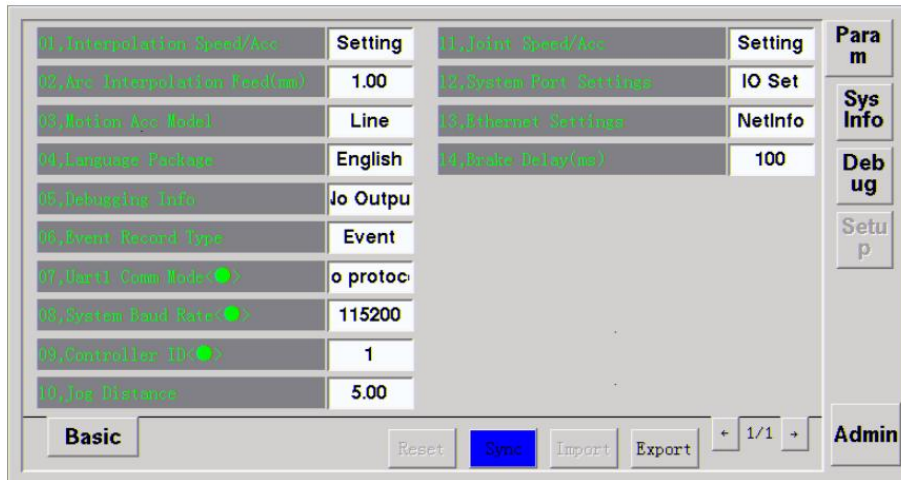 01,Interpolation Speed/Acc Setting
02,Arc Interpolation Feed(mm) 1.00
03,Motion Acc Model Line
04,Language Package English
05,Debugging Info No Outpu
06,Event Record Type Event
07,Uart1 Comm Mode<●> o protoco
08,System Baud Rate<●> 115200
09,Controller ID<●> 1
10,Jog Distance 5.00
11,Joint Speed/Acc Setting
12,System Port Settings IO Set
13,Ethernet Settings NetInfo
14,Brake Delay(ms) 100
Para
m
Sys
Info
Deb
ug
Setu
p
Admin
Basic
Reset
Sync
Import
Export
← 1/1 →